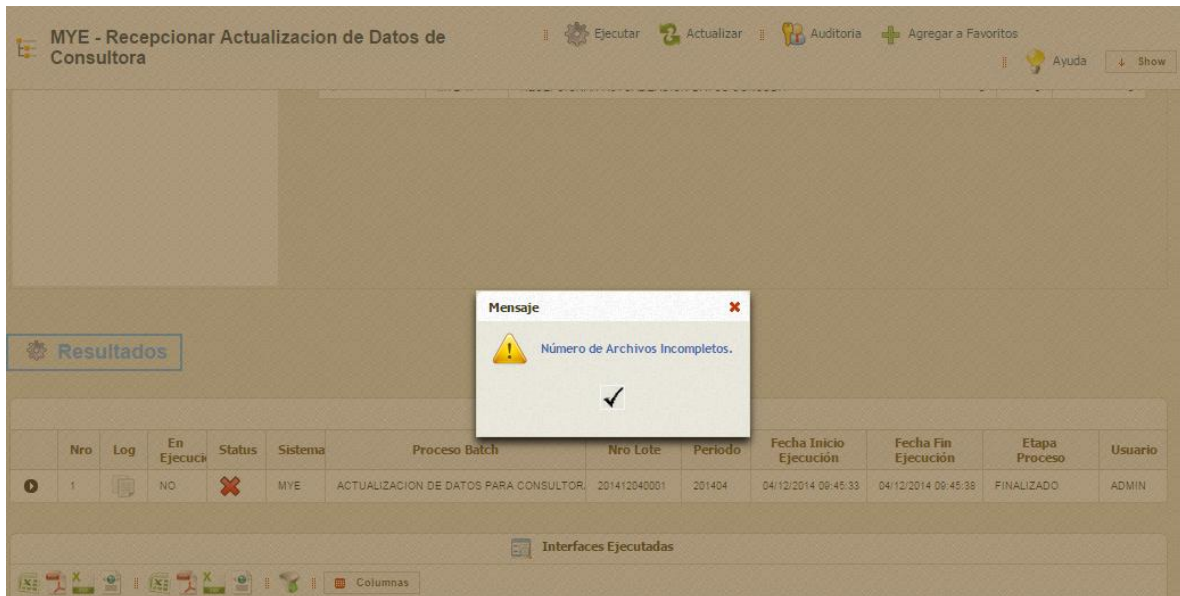 MYE - Recepcionar Actualizacion de Datos de
Consultora
Ejecutar Actualizar Auditoria Agregar a Favoritos
Ayuda Show
Mensaje
Número de Archivos Incompletos.
Resultados
Nro Log En Ejecució Status Sistema Proceso Batch Nro Lote Periodo Fecha Inicio Ejecución Fecha Fin Ejecución Etapa Proceso Usuario
1 NO MYE ACTUALIZACION DE DATOS PARA CONSULTOR. 201412040001 201404 04/12/2014 09:45:33 04/12/2014 09:45:38 FINALIZADO ADMIN
Interfaces Ejecutadas
Columnas